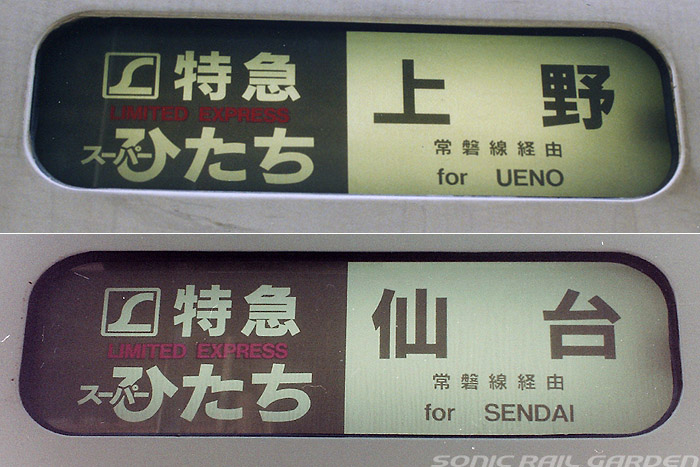 特急
LIMITED EXPRESS
スーパーひたち
上野
常磐線経由
for UENO
特急
LIMITED EXPRESS
スーパーひたち
仙台
常磐線経由
for SENDAI
SONIC RAIL GARDEN